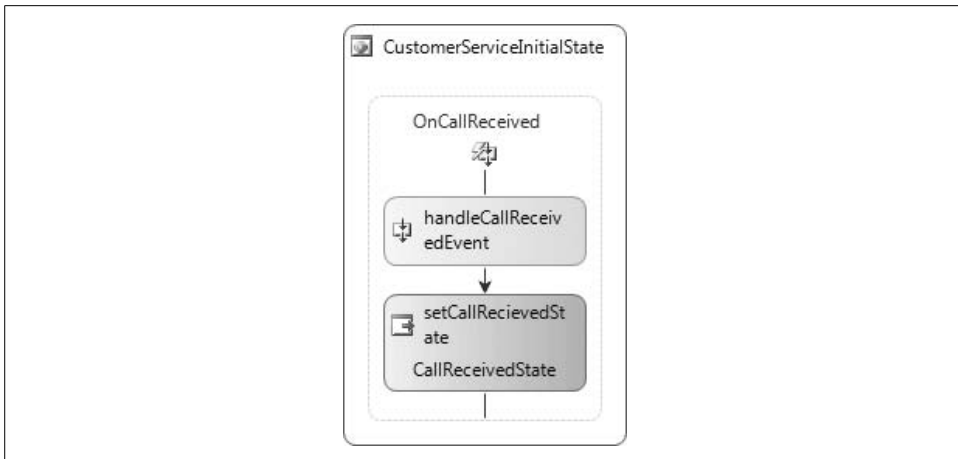 CustomerServiceInitialState
OnCallReceived
handleCallReceiv
edEvent
setCallRecievedSt
ate
CallReceivedState